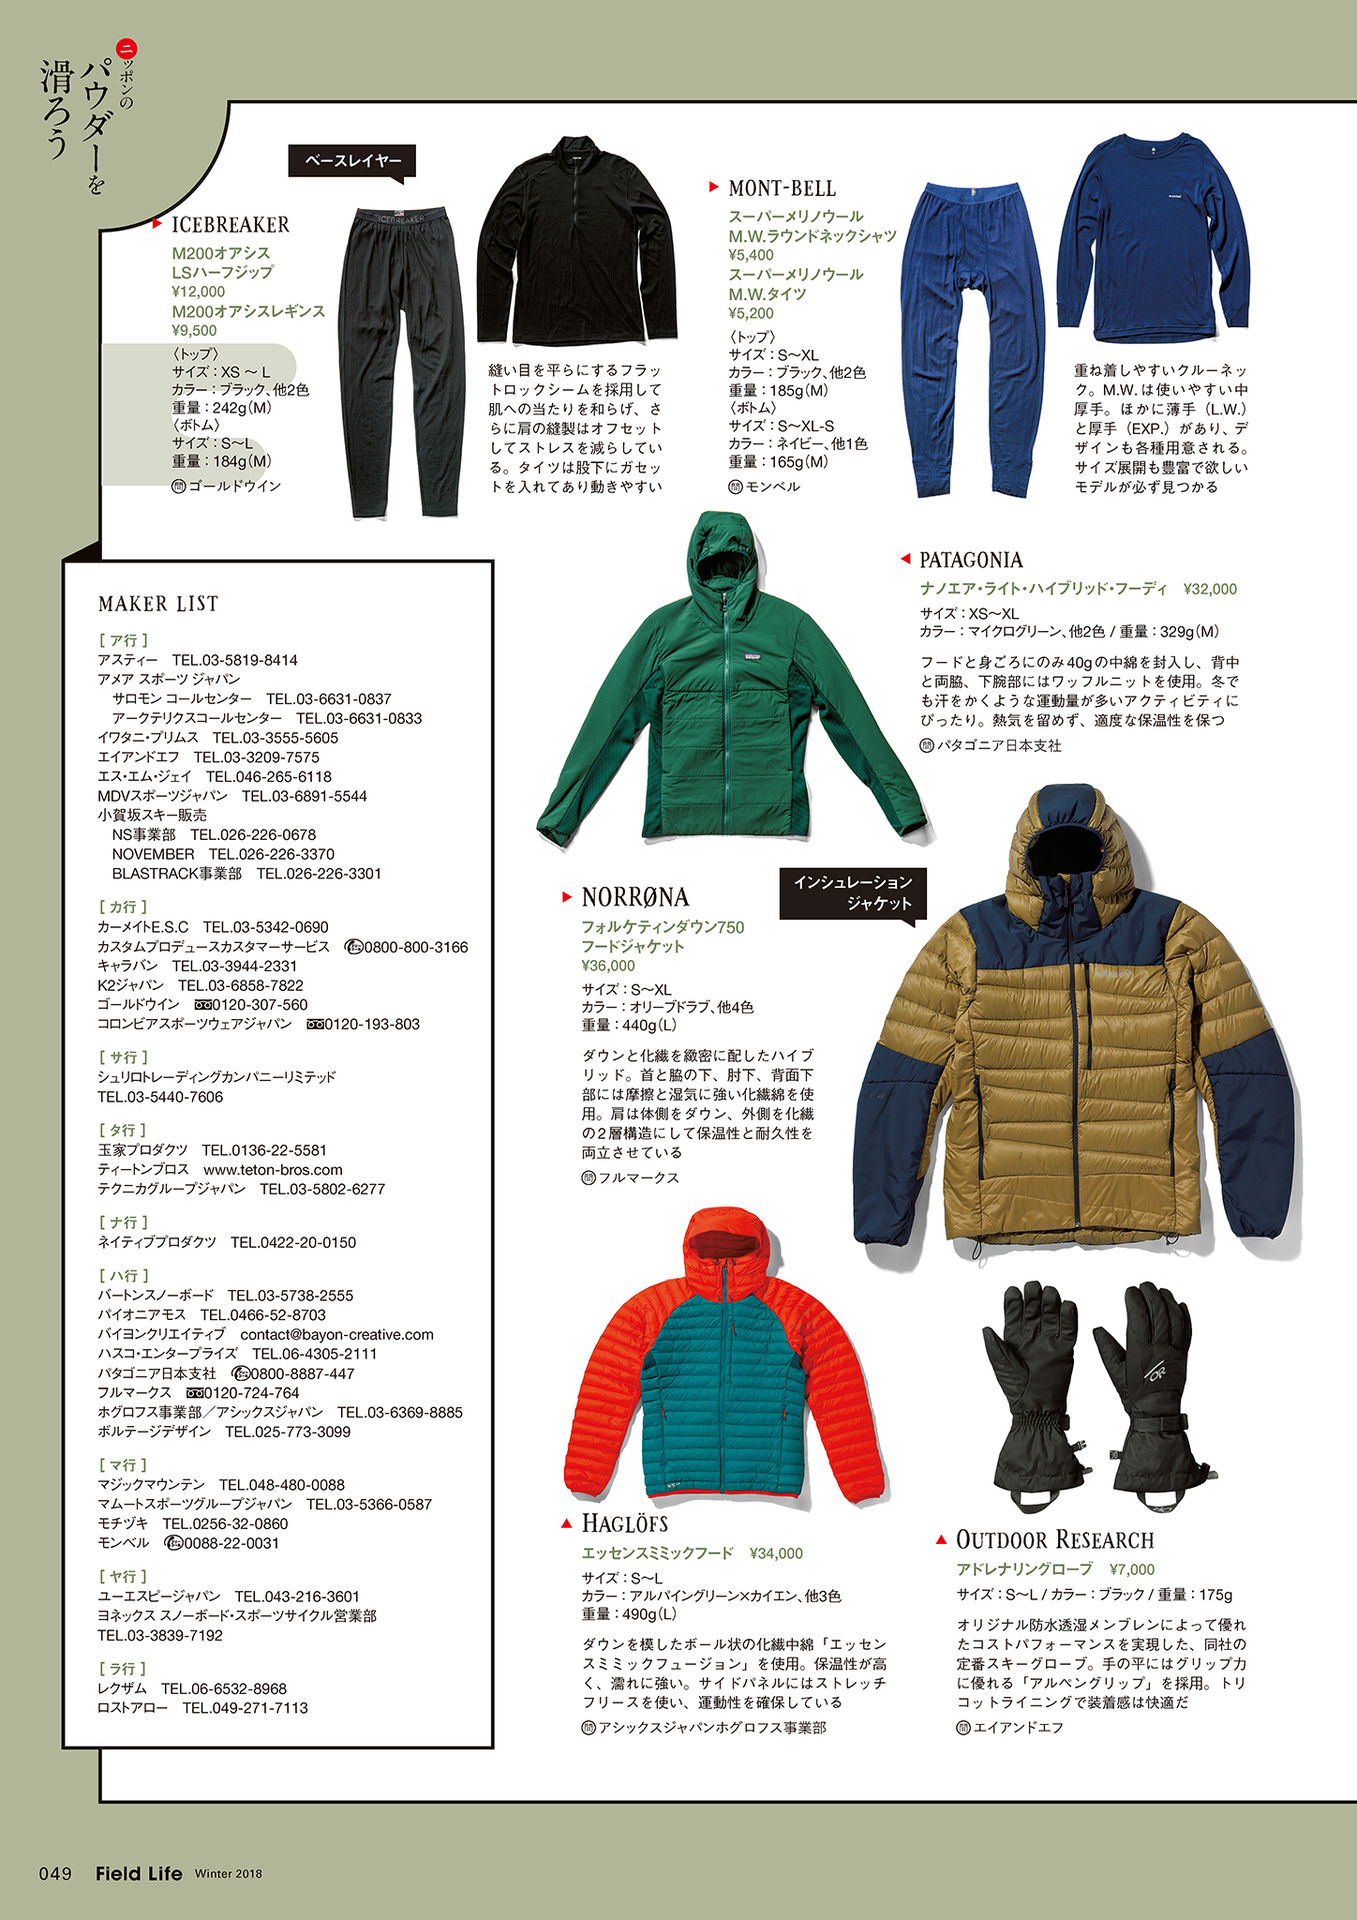 ニッポンの
パウダーを
滑ろう
ベースレイヤー
ICEBREAKER
M200オアシス
LSハーフジップ
¥12,000
M200オアシスレギンス
¥9,500
〈トップ〉
サイズ：XS 〜 L
カラー：ブラック、他2色
重量：242g（M）
〈ボトム〉
サイズ：S〜L
重量：184g（M）
問 ゴールドウイン
ICEBREAKER
縫い目を平らにするフラッ
トロックシームを採用して
肌への当たりを和らげ、さ
らに肩の縫製はオフセット
してストレスを減らしてい
る。タイツは股下にガセッ
トを入れてあり動きやすい
MONT-BELL
スーパーメリノウール
M.W.ラウンドネックシャツ
¥5,400
スーパーメリノウール
M.W.タイツ
¥5,200
〈トップ〉
サイズ：S〜XL
カラー：ブラック、他2色
重量：185g（M）
〈ボトム〉
サイズ：S〜XL-S
カラー：ネイビー、他1色
重量：165g（M）
問 モンベル
重ね着しやすいクルーネッ
ク。M.W.は使いやすい中
厚手。ほかに薄手（L.W.）
と厚手（EXP.）があり、デ
ザインも各種用意される。
サイズ展開も豊富で欲しい
モデルが必ず見つかる
PATAGONIA
ナノエア・ライト・ハイブリッド・フーディ　¥32,000
サイズ：XS〜XL
カラー：マイクログリーン、他2色 / 重量：329g（M）
フードと身ごろにのみ40gの中綿を封入し、背中
と両脇、下腕部にはワッフルニットを使用。冬で
も汗をかくような運動量が多いアクティビティに
ぴったり。熱気を留めず、適度な保温性を保つ
問 パタゴニア日本支社
インシュレーション
ジャケット
NORRØNA
フォルケティンダウン750
フードジャケット
¥36,000
サイズ：S〜XL
カラー：オリーブドラブ、他4色
重量：440g（L）
ダウンと化繊を緻密に配したハイブ
リッド。首と脇の下、肘下、背面下
部には摩擦と湿気に強い化繊綿を使
用。肩は体側をダウン、外側を化繊
の2層構造にして保温性と耐久性を
両立させている
問 フルマークス
HAGLÖFS
エッセンスミミックフード　¥34,000
サイズ：S〜L
カラー：アルパイングリーン×カイエン、他3色
重量：490g（L）
ダウンを模したボール状の化繊中綿「エッセン
スミミックフュージョン」を使用。保温性が高
く、濡れに強い。サイドパネルにはストレッチ
フリースを使い、運動性を確保している
問 アシックスジャパンホグロフス事業部
OUTDOOR RESEARCH
アドレナリングローブ　¥7,000
サイズ：S〜L / カラー：ブラック / 重量：175g
オリジナル防水透湿メンブレンによって優れ
たコストパフォーマンスを実現した、同社の
定番スキーグローブ。手の平にはグリップ力
に優れる「アルペングリップ」を採用。トリ
コットライニングで装着感は快適だ
問 エイアンドエフ
MAKER LIST
［ ア行 ］
アスティー　TEL.03-5819-8414
アメア スポーツ ジャパン
サロモン コールセンター　TEL.03-6631-0837
アークテリクスコールセンター　TEL.03-6631-0833
イワタニ・プリムス　TEL.03-3555-5605
エイアンドエフ　TEL.03-3209-7575
エス・エム・ジェイ　TEL.046-265-6118
MDVスポーツジャパン　TEL.03-6891-5544
小賀坂スキー販売
NS事業部　TEL.026-226-0678
NOVEMBER　TEL.026-226-3370
BLASTRACK事業部　TEL.026-226-3301
［ カ行 ］
カーメイトE.S.C　TEL.03-5342-0690
カスタムプロデュースカスタマーサービス　0800-800-3166
キャラバン　TEL.03-3944-2331
K2ジャパン　TEL.03-6858-7822
ゴールドウイン　0120-307-560
コロンビアスポーツウェアジャパン　0120-193-803
［ サ行 ］
シュリロトレーディングカンパニーリミテッド
TEL.03-5440-7606
［ タ行 ］
玉家プロダクツ　TEL.0136-22-5581
ティートンブロス　www.teton-bros.com
テクニカグループジャパン　TEL.03-5802-6277
［ ナ行 ］
ネイティブプロダクツ　TEL.0422-20-0150
［ ハ行 ］
バートンスノーボード　TEL.03-5738-2555
パイオニアモス　TEL.0466-52-8703
バイヨンクリエイティブ　contact@bayon-creative.com
ハスコ・エンタープライズ　TEL.06-4305-2111
パタゴニア日本支社　0800-8887-447
フルマークス　0120-724-764
ホグロフス事業部／アシックスジャパン　TEL.03-6369-8885
ボルテージデザイン　TEL.025-773-3099
［ マ行 ］
マジックマウンテン　TEL.048-480-0088
マムートスポーツグループジャパン　TEL.03-5366-0587
モチヅキ　TEL.0256-32-0860
モンベル　0088-22-0031
［ ヤ行 ］
ユーエスピージャパン　TEL.043-216-3601
ヨネックス スノーボード・スポーツサイクル営業部
TEL.03-3839-7192
［ ラ行 ］
レクザム　TEL.06-6532-8968
ロストアロー　TEL.049-271-7113
049 Field Life Winter 2018